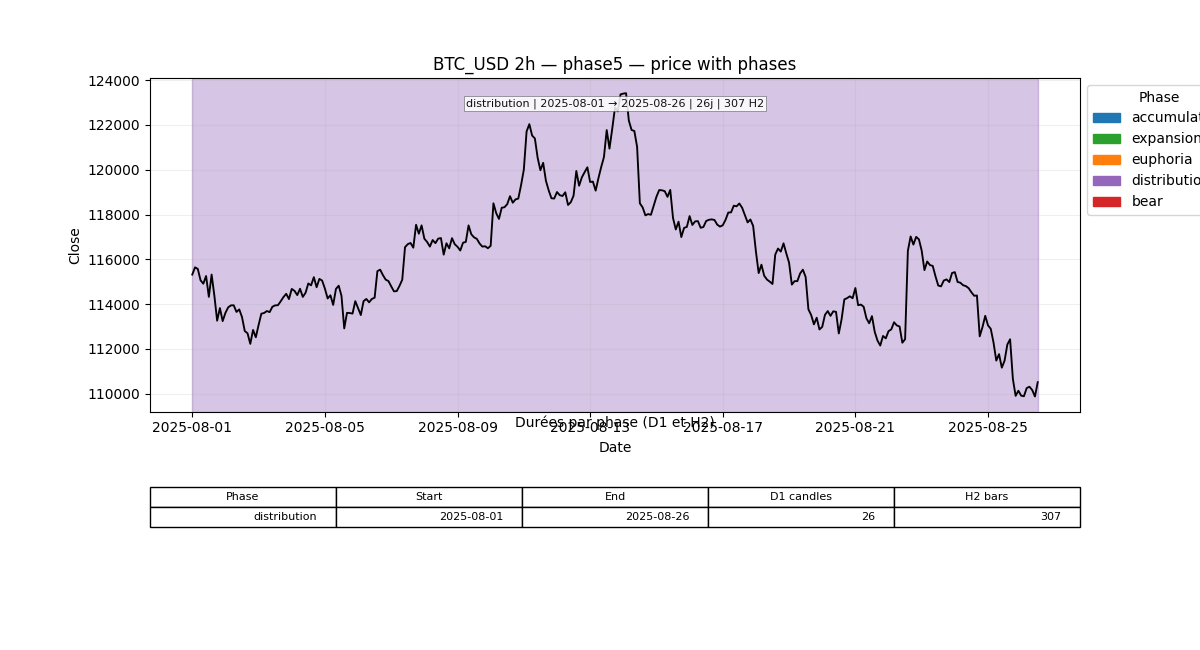 BTC_USD 2h — phase5 — price with phases
distribution | 2025-08-01 → 2025-08-26 | 26j | 307 H2
Close
124000
122000
120000
118000
116000
114000
112000
110000
Phase
accumulat
expansion
euphoria
distributio
bear
2025-08-01
2025-08-05
2025-08-09
2025-08-13
2025-08-17
2025-08-21
2025-08-25
Durées par phase (D1 et H2)
Date
Phase Start End D1 candles H2 bars
distribution 2025-08-01 2025-08-26 26 307